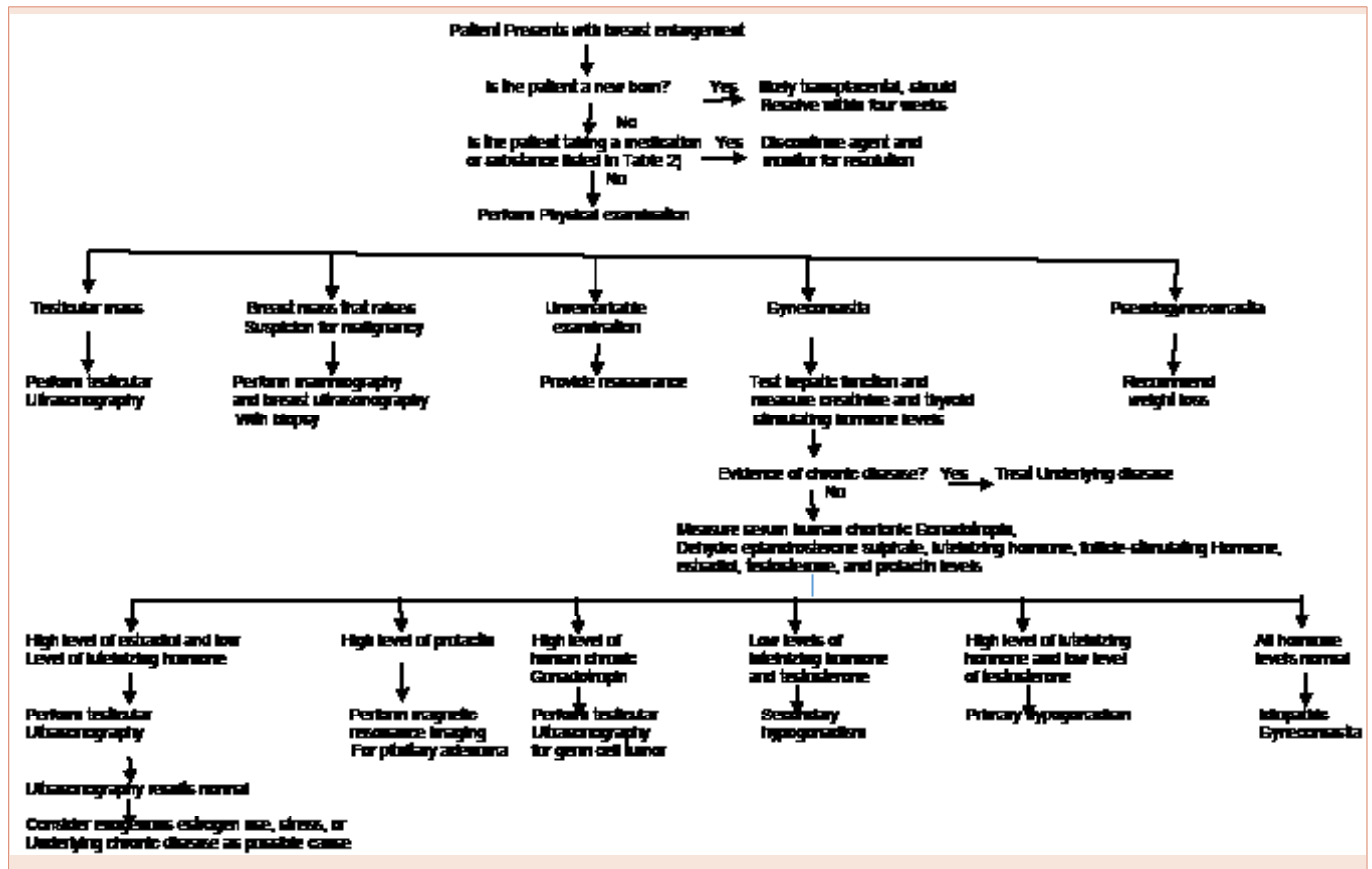 Patient Presents with breast enlargement
Is the patient a new born?
Yes
likely transplacental, should
Resolve within four weeks
No
Is the patient taking a medication
or substance listed in Table 2)
Yes
Discontinue agent and
monitor for resolution
No
Perform Physical examination
Testicular mass
Breast mass that raises
Suspicion for malignancy
Unremarkable
examination
Gynecomastia
Pseudogynecomastia
Perform testicular
Ultrasonography
Perform mammography
and breast ultrasonography
With biopsy
Provide reassurance
Test hepatic function and
measure creatinine and thyroid
stimulating hormone levels
Recommend
weight loss
Evidence of chronic disease?
Yes
Treat Underlying disease
No
Measure serum human chorionic Gonadotropin,
Dehydro epiandrosterone sulphate, luteinizing hormone, follicle-stimulating Hormone,
estradiol, testosterone, and prolactin levels
High level of estradiol and low
Level of luteinizing hormone
High level of prolactin
High level of
human chronic
Gonadotropin
Low levels of
luteinizing hormone
and testosterone
High level of luteinizing
hormone and low level
of testosterone
All hormone
levels normal
Perform testicular
Ultrasonography
Perform magnetic
resonance imaging
For pituitary adenoma
Perform testicular
Ultrasonography
for germ cell tumor
Secondary
hypogonadism
Primary hypogonadism
Idiopathic
Gynecomastia
Ultrasonography results normal
Consider exogenous estrogen use, stress, or
Underlying chronic disease as possible cause